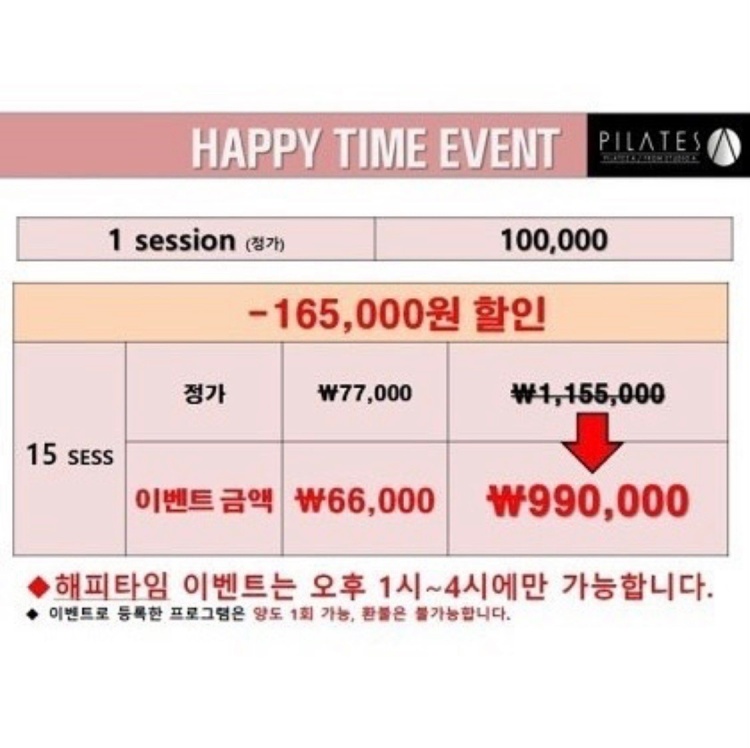 HAPPY TIME EVENT
PILATES
1 session (정가) 100,000
-165,000원 할인
15 SESS
정가 ₩77,000 ₩1,155,000
이벤트 금액 ₩66,000 ₩990,000
◆해피타임 이벤트는 오후 1시~4시에만 가능합니다.
◆ 이벤트로 등록한 프로그램은 양도 1회 가능, 환불은 불가능합니다.